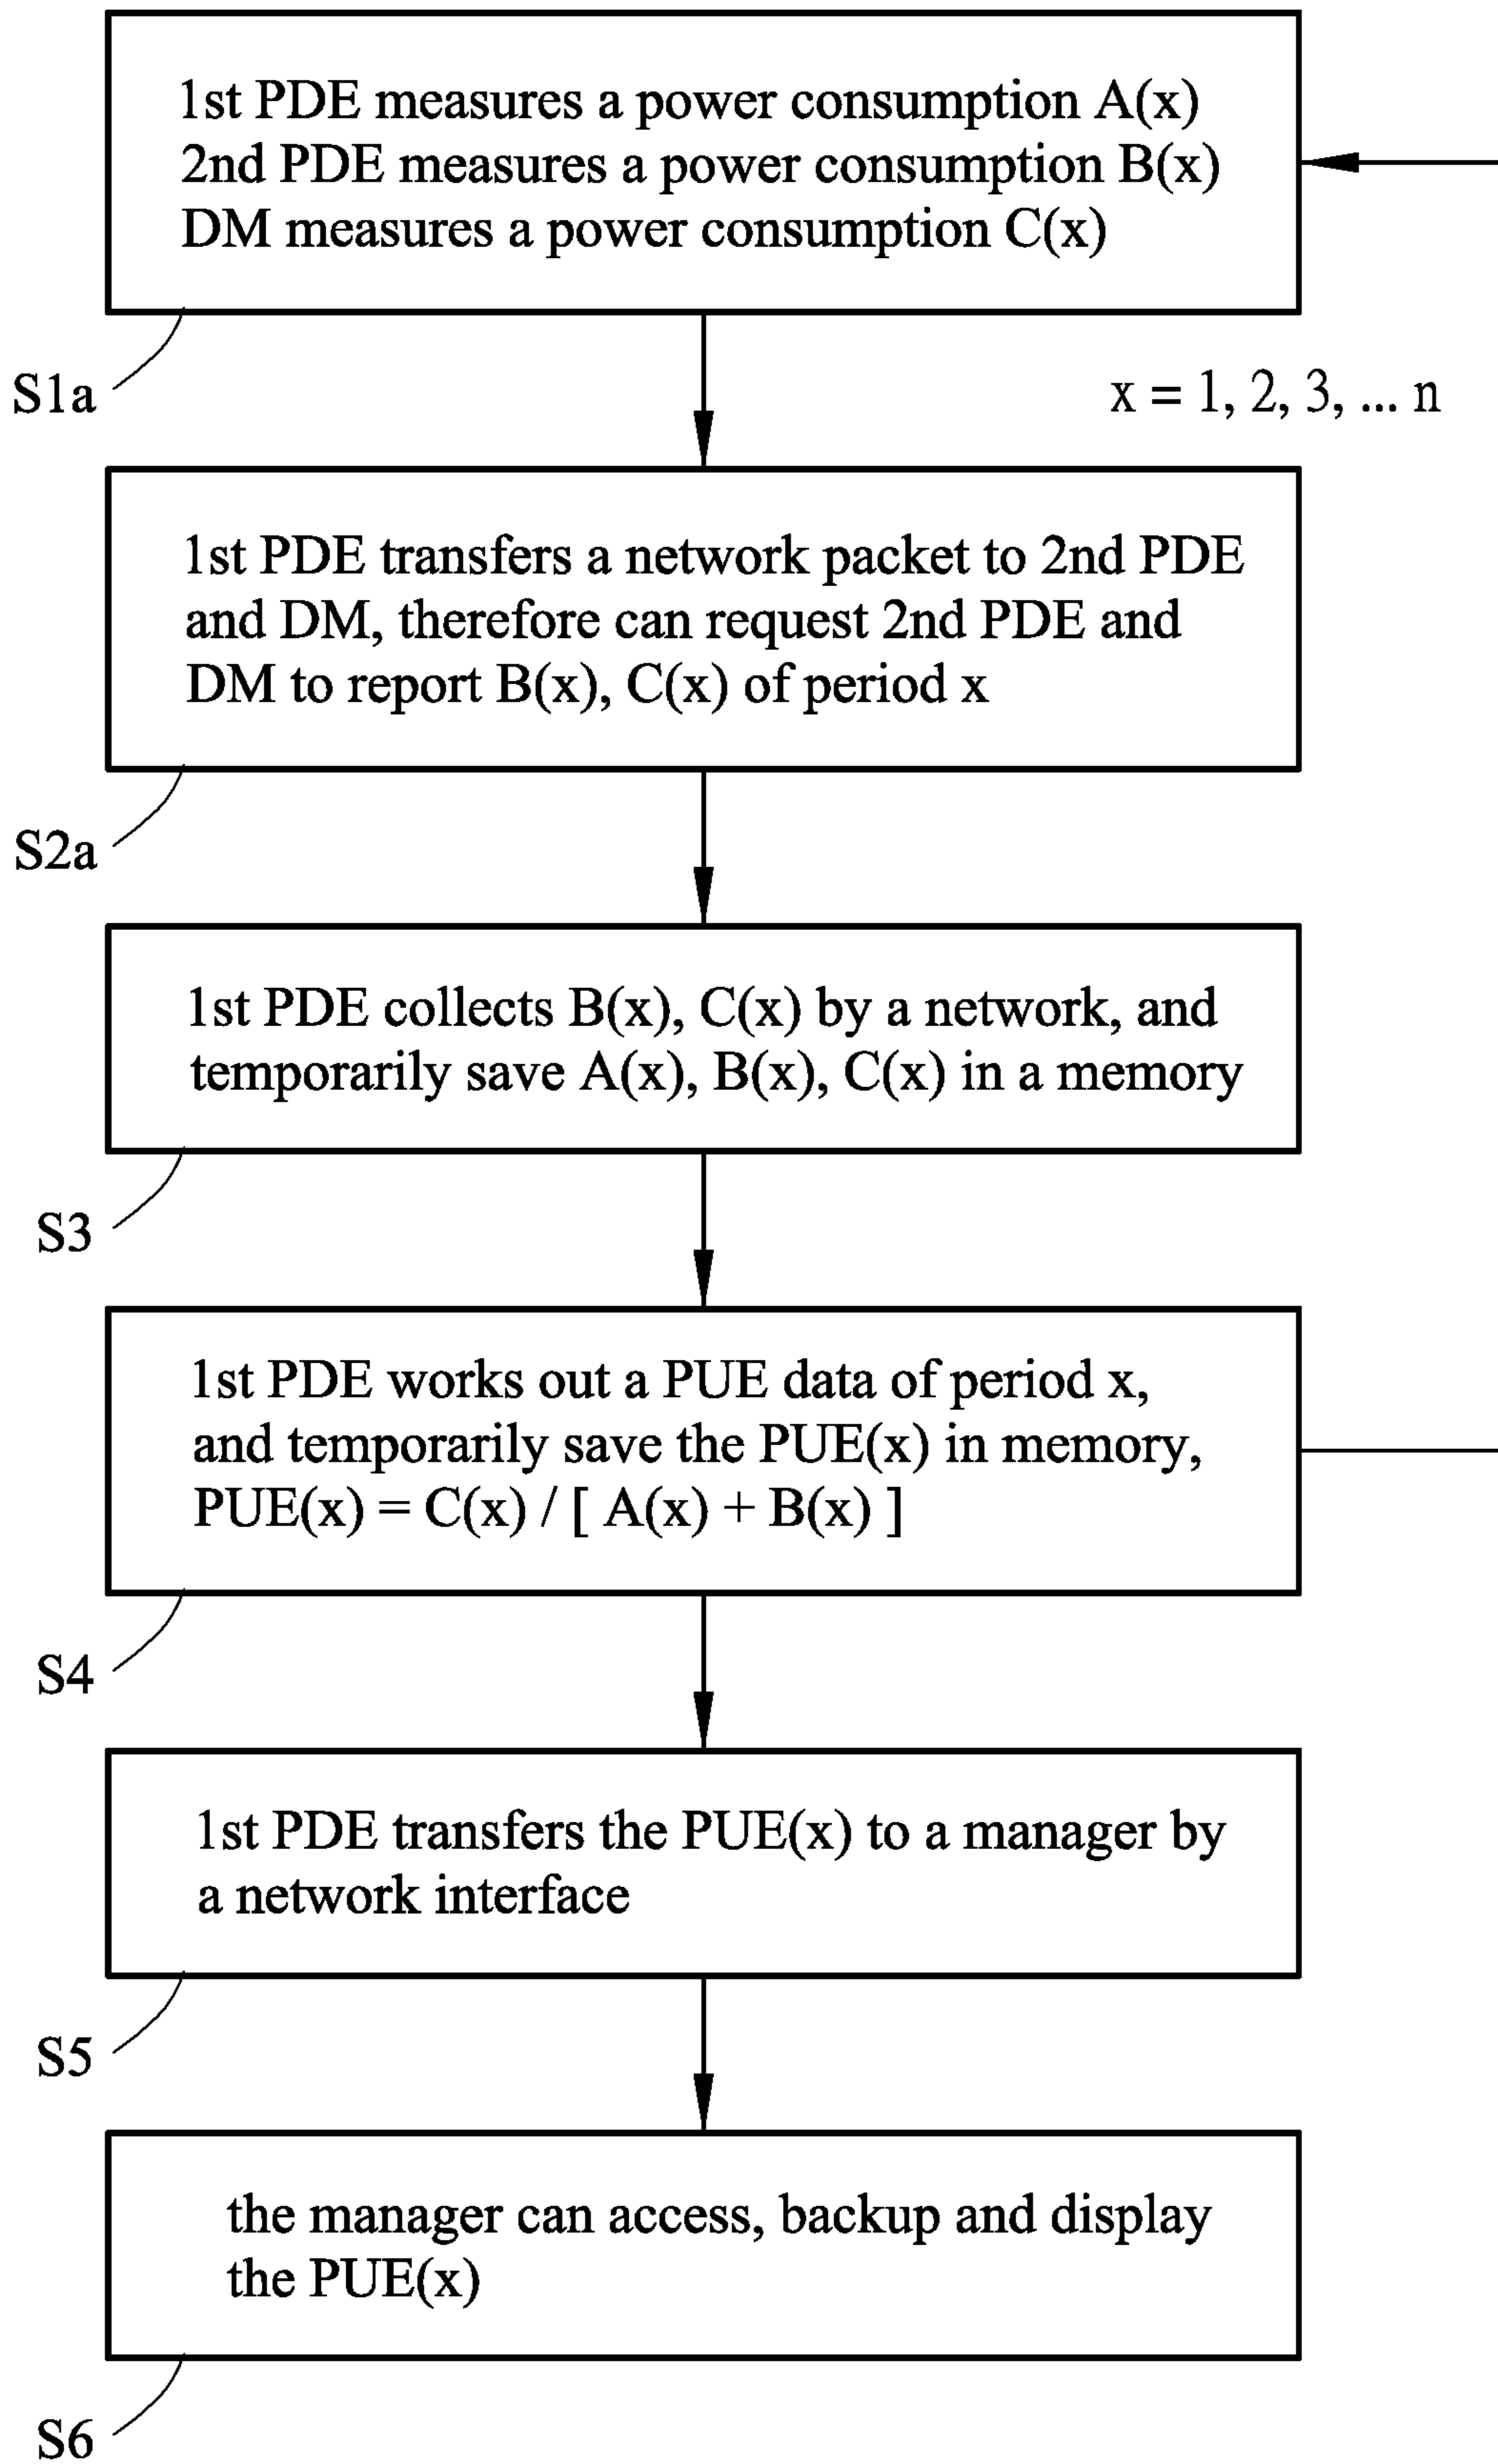 1st PDE measures a power consumption A(x)
2nd PDE measures a power consumption B(x)
DM measures a power consumption C(x)
S1a
x = 1, 2, 3, ... n
1st PDE transfers a network packet to 2nd PDE
and DM, therefore can request 2nd PDE and
DM to report B(x), C(x) of period x
S2a
1st PDE collects B(x), C(x) by a network, and
temporarily save A(x), B(x), C(x) in a memory
S3
1st PDE works out a PUE data of period x,
and temporarily save the PUE(x) in memory,
PUE(x) = C(x) / [ A(x) + B(x) ]
S4
1st PDE transfers the PUE(x) to a manager by
a network interface
S5
the manager can access, backup and display
the PUE(x)
S6